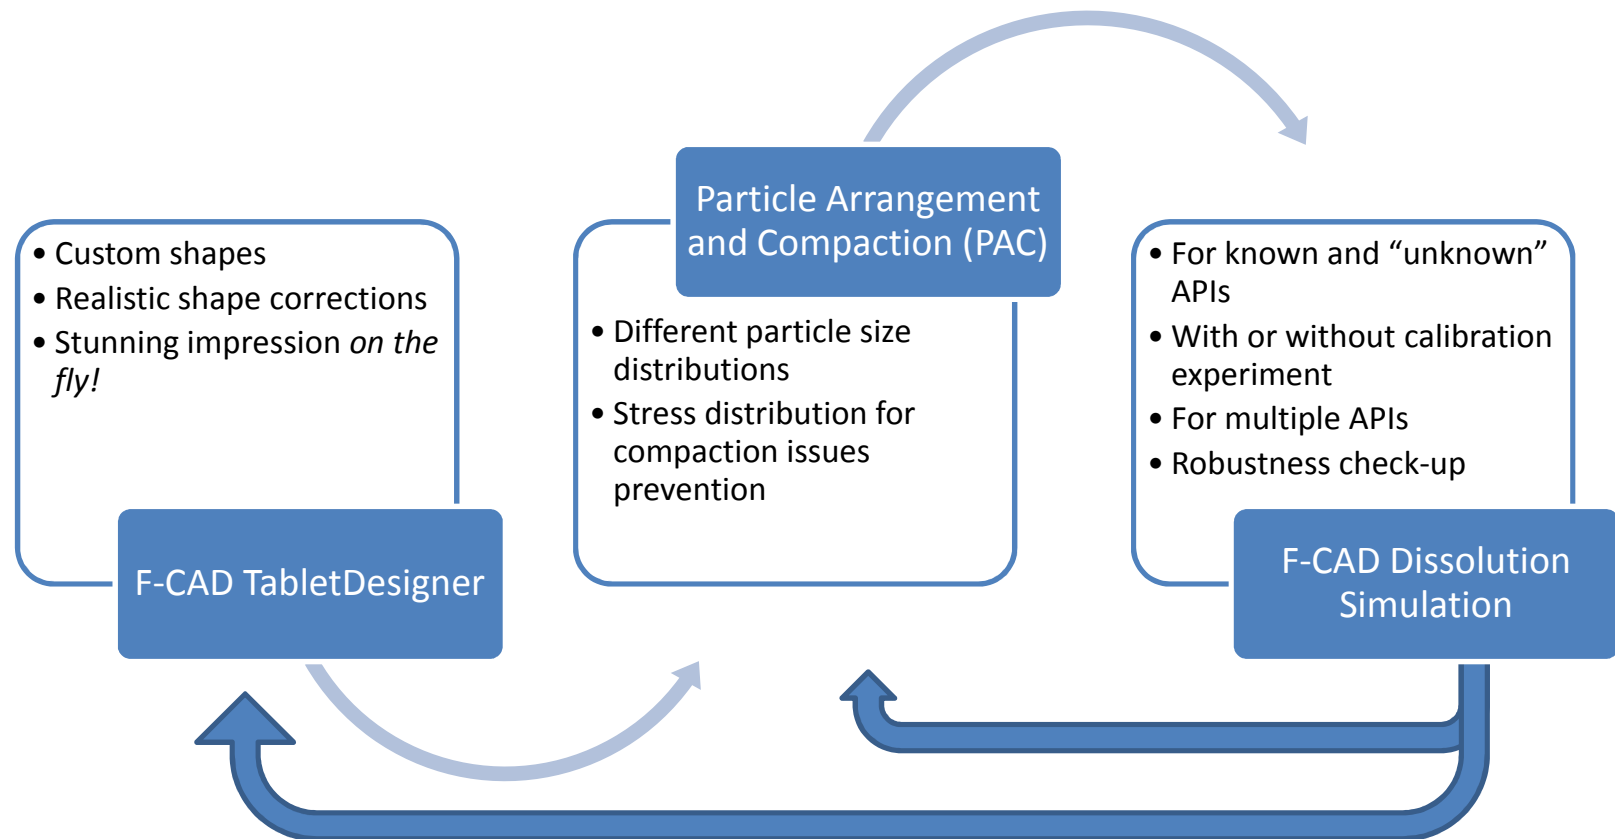 • Custom shapes
• Realistic shape corrections
• Stunning impression on the
fly!
F-CAD TabletDesigner
Particle Arrangement
and Compaction (PAC)
• Different particle size
distributions
• Stress distribution for
compaction issues
prevention
• For known and “unknown”
APIs
• With or without calibration
experiment
• For multiple APIs
• Robustness check-up
F-CAD Dissolution
Simulation